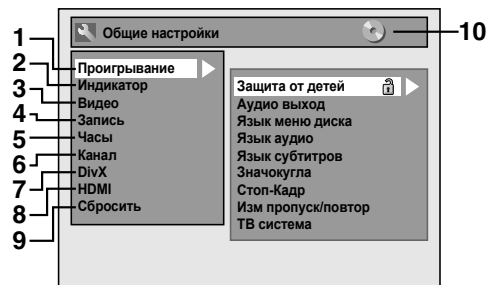 Общие настройки
10
1
2
3
4
5
6
7
8
9
Проигрывание
Индикатор
Видео
Запись
Часы
Канал
DivX
HDMI
Сбросить
Защита от детей
Аудио выход
Язык меню диска
Язык аудио
Язык субтитров
Значокугла
Стоп-Кадр
Изм пропуск/повтор
ТВ система